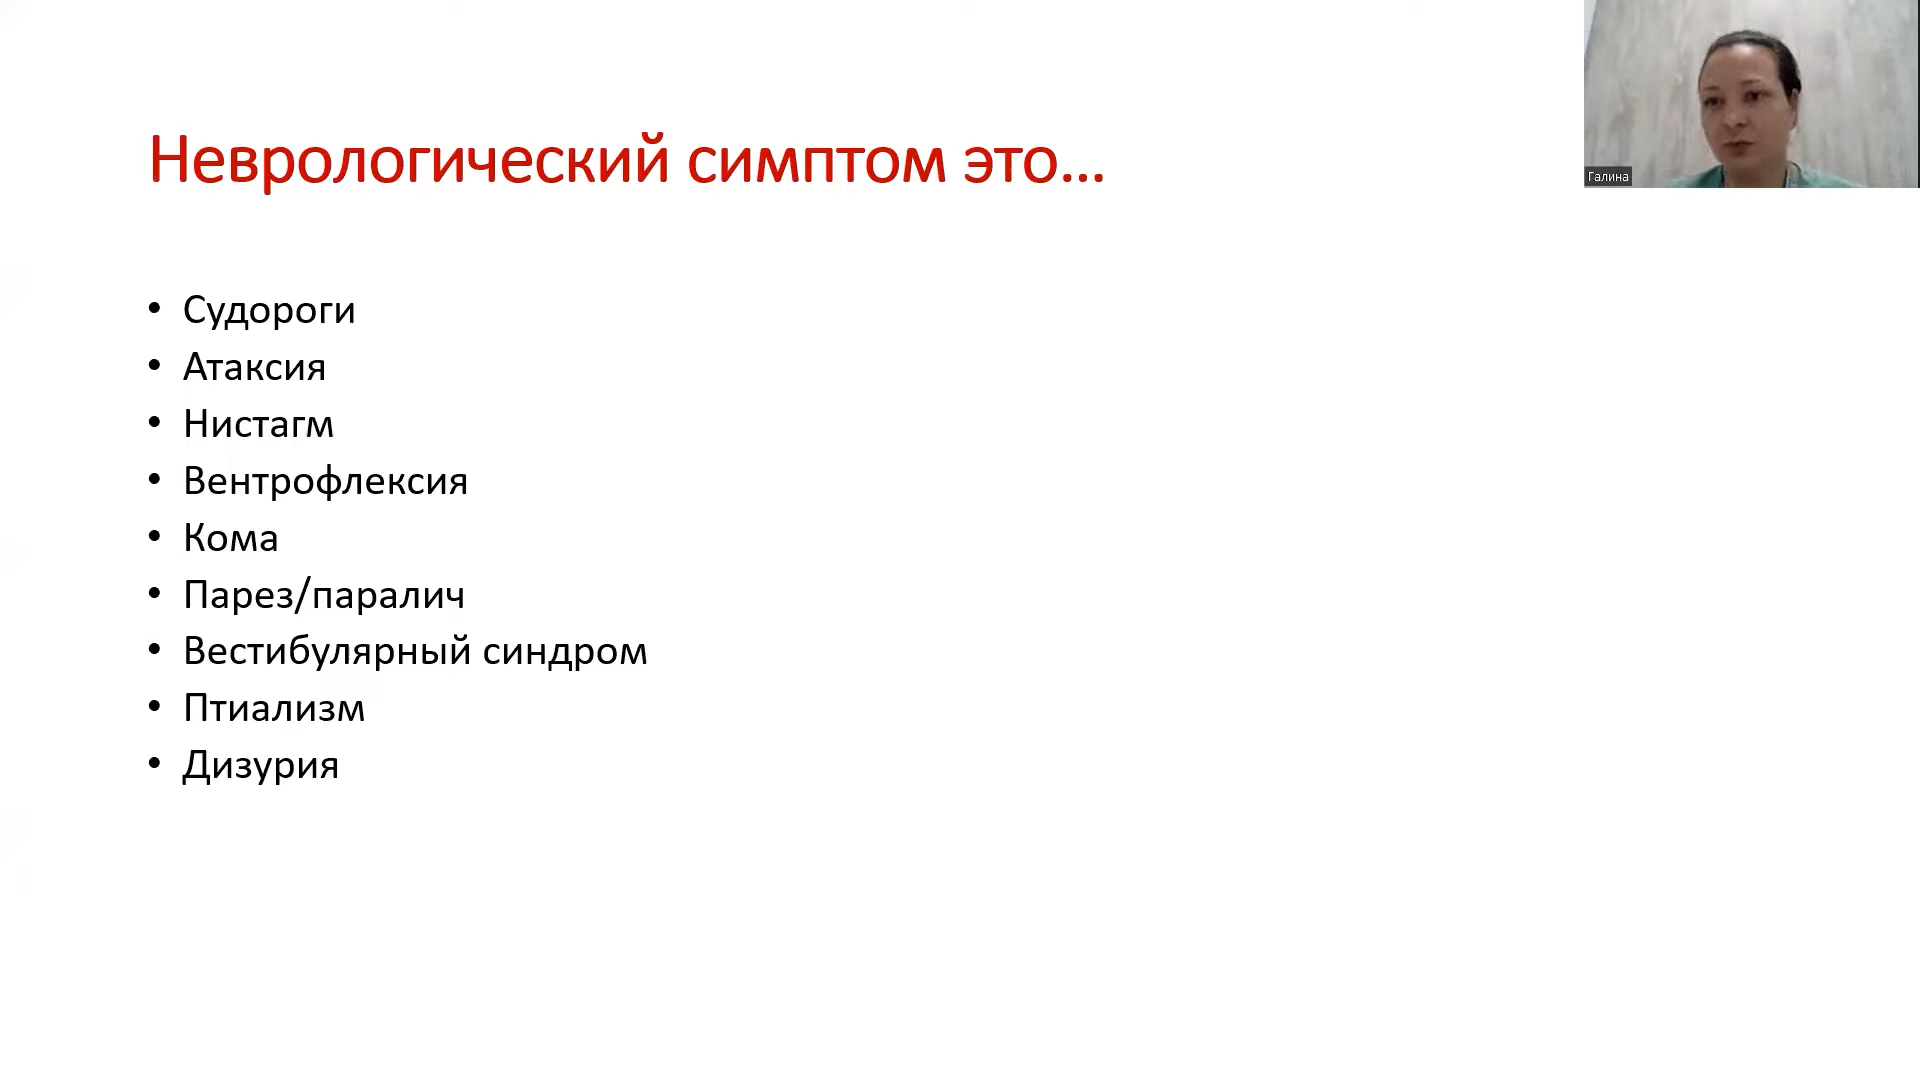 Галина
Неврологический симптом это...
• Судороги
• Атаксия
• Нистагм
• Вентрофлексия
• Кома
• Парез/паралич
• Вестибулярный синдром
• Птиализм
• Дизурия